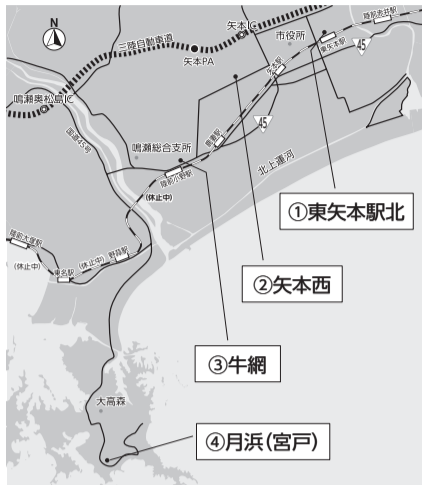 N
三陸自動車道
矢本IC
矢本PA
市役所
陸前赤井駅
東矢本駅
45
矢本駅
鳴瀬奥松島IC
国道45号
鳴瀬総合支所
鹿妻駅
45
陸前小野駅
(休止中)
北上運河
①東矢本駅北
②矢本西
陸前大塚駅
(休止中)
東名駅
(休止中)
野蒜駅
③牛網
大高森
④月浜(宮戸)